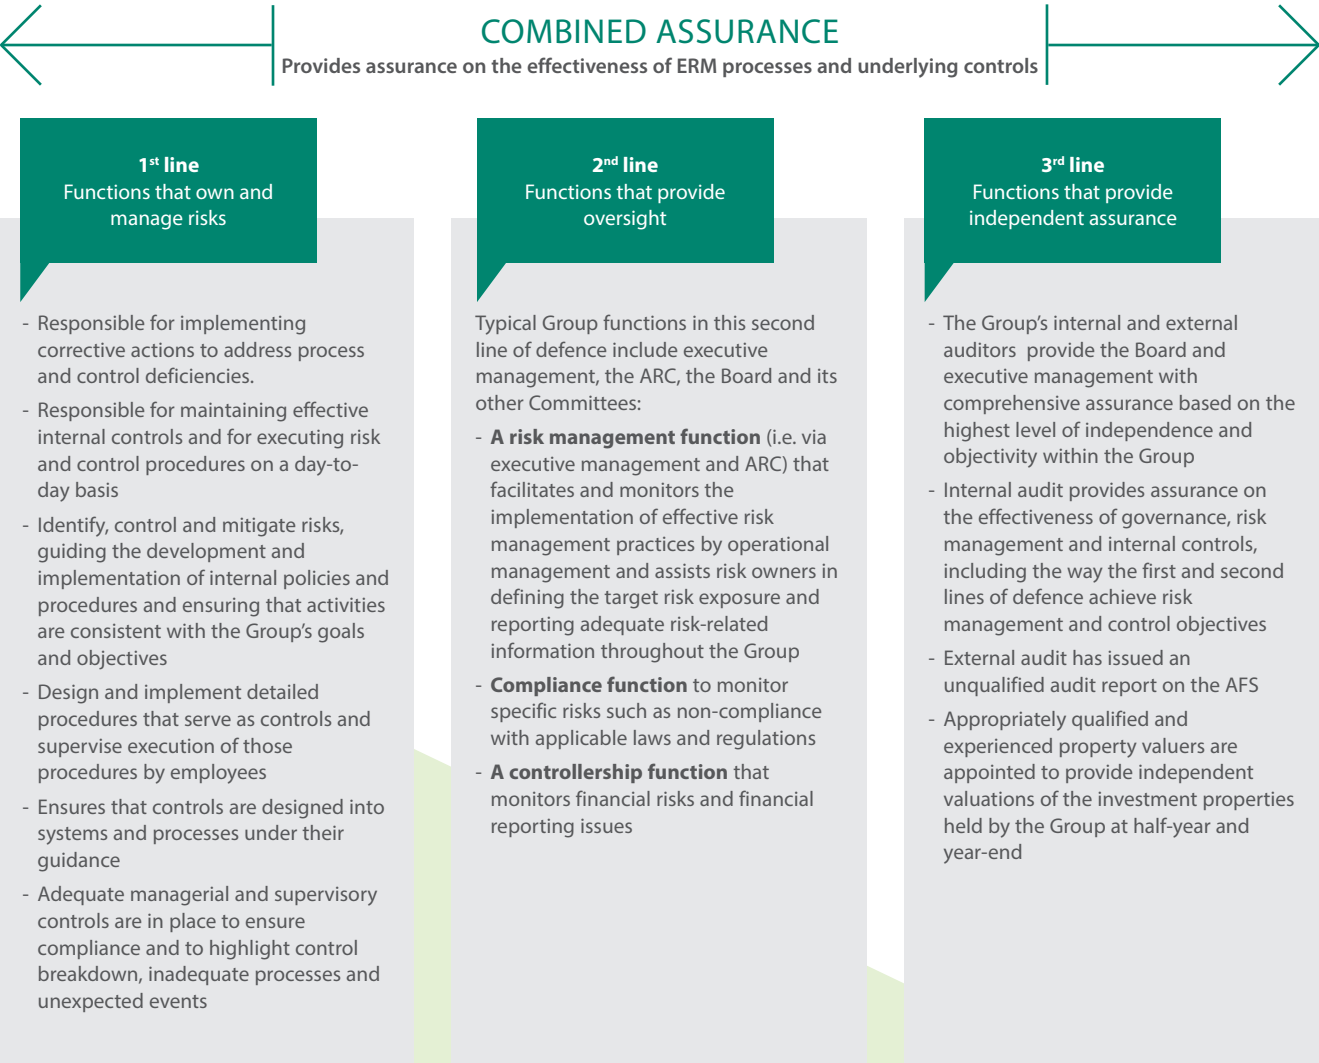 COMBINED ASSURANCE
Provides assurance on the effectiveness of ERM processes and underlying controls
1st line
Functions that own and
manage risks
- Responsible for implementing
corrective actions to address process
and control deficiencies.
- Responsible for maintaining effective
internal controls and for executing risk
and control procedures on a day-to-
day basis
- Identify, control and mitigate risks,
guiding the development and
implementation of internal policies and
procedures and ensuring that activities
are consistent with the Group's goals
and objectives
- Design and implement detailed
procedures that serve as controls and
supervise execution of those
procedures by employees
- Ensures that controls are designed into
systems and processes under their
guidance
- Adequate managerial and supervisory
controls are in place to ensure
compliance and to highlight control
breakdown, inadequate processes and
unexpected events
2nd line
Functions that provide
oversight
Typical Group functions in this second
line of defence include executive
management, the ARC, the Board and its
other Committees:
- A risk management function (i.e. via
executive management and ARC) that
facilitates and monitors the
implementation of effective risk
management practices by operational
management and assists risk owners in
defining the target risk exposure and
reporting adequate risk-related
information throughout the Group
- Compliance function to monitor
specific risks such as non-compliance
with applicable laws and regulations
- A controllership function that
monitors financial risks and financial
reporting issues
3rd line
Functions that provide
independent assurance
- The Group's internal and external
auditors provide the Board and
executive management with
comprehensive assurance based on the
highest level of independence and
objectivity within the Group
- Internal audit provides assurance on
the effectiveness of governance, risk
management and internal controls,
including the way the first and second
lines of defence achieve risk
management and control objectives
- External audit has issued an
unqualified audit report on the AFS
- Appropriately qualified and
experienced property valuers are
appointed to provide independent
valuations of the investment properties
held by the Group at half-year and
year-end